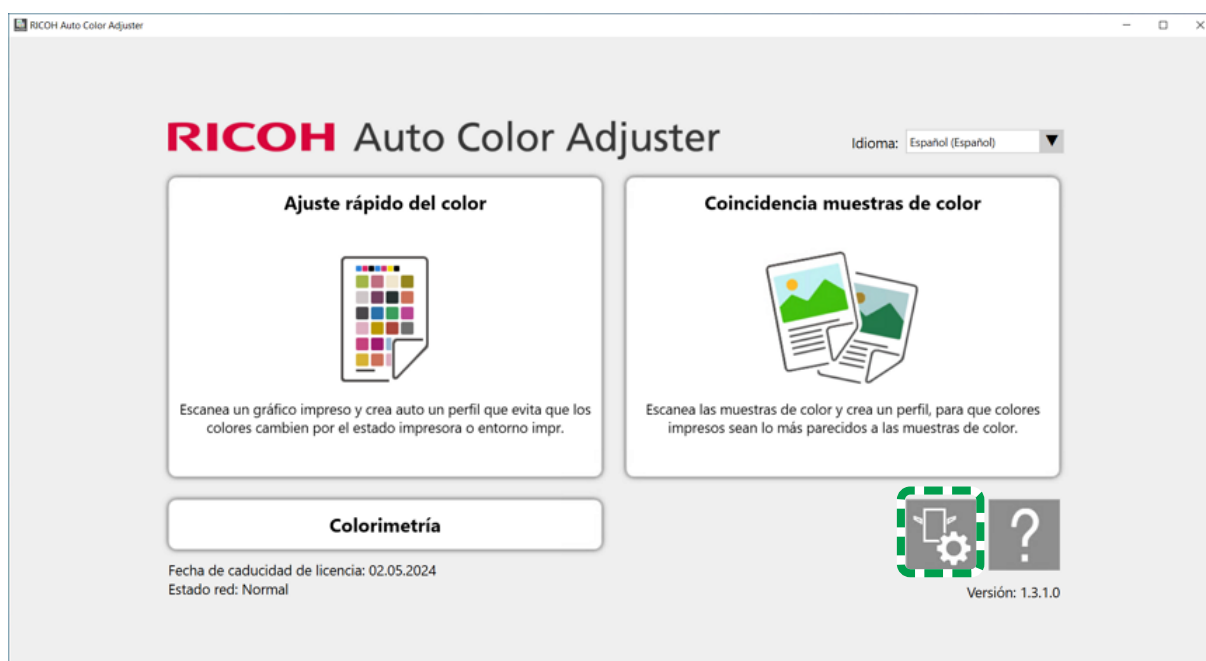 RICOH Auto Color Adjuster
RICOH Auto Color Adjuster
Idioma: Español (Español)
Ajuste rápido del color
Escanea un gráfico impreso y crea auto un perfil que evita que los
colores cambien por el estado impresora o entorno impr.
Coincidencia muestras de color
Escanea las muestras de color y crea un perfil, para que colores
impresos sean lo más parecidos a las muestras de color.
Colorimetría
?
Fecha de caducidad de licencia: 02.05.2024
Estado red: Normal
Versión: 1.3.1.0